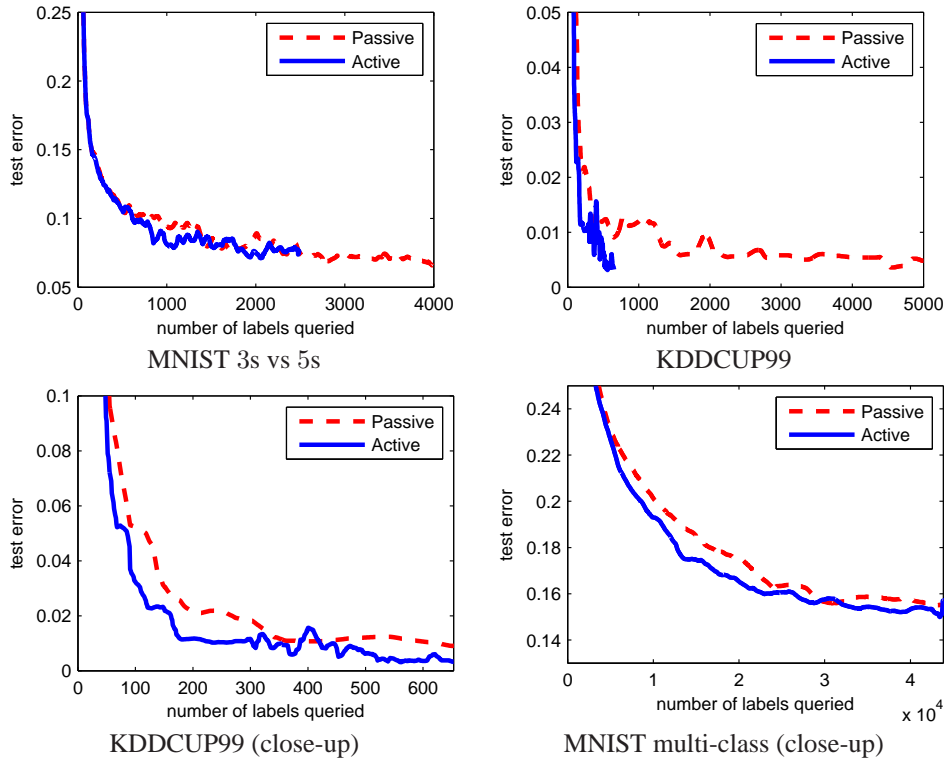 0.25
0.2
0.15
0.1
0.05
test error
Passive
Active
0 1000 2000 3000 4000
number of labels queried
MNIST 3s vs 5s
0.05
0.04
0.03
0.02
0.01
0
test error
Passive
Active
0 1000 2000 3000 4000 5000
number of labels queried
KDDCUP99
0.1
0.08
0.06
0.04
0.02
0
test error
Passive
Active
0 100 200 300 400 500 600
number of labels queried
KDDCUP99 (close-up)
0.24
0.22
0.2
0.18
0.16
0.14
test error
Passive
Active
0 1 2 3 4
x 10^4
number of labels queried
MNIST multi-class (close-up)